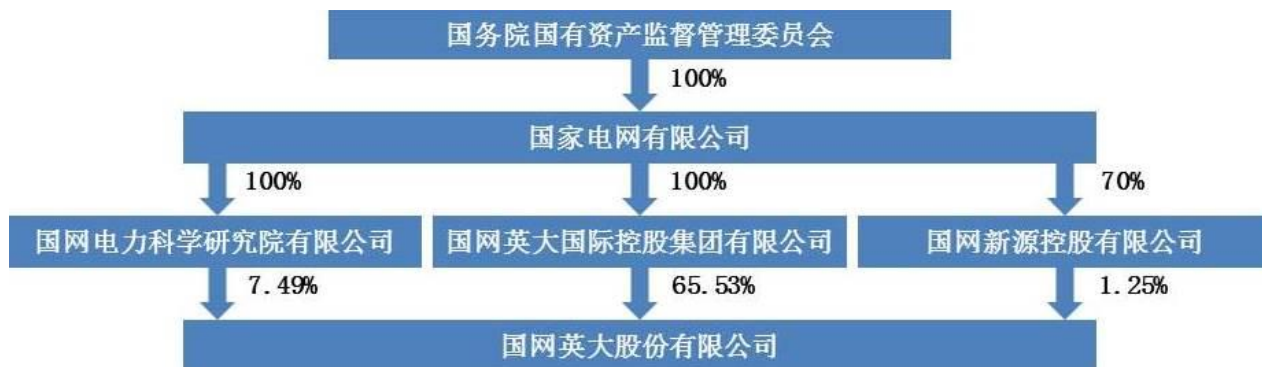 国务院国有资产监督管理委员会
100%
国家电网有限公司
100% 100% 70%
国网电力科学研究院有限公司 国网英大国际控股集团有限公司 国网新源控股有限公司
7.49% 65.53% 1.25%
国网英大股份有限公司